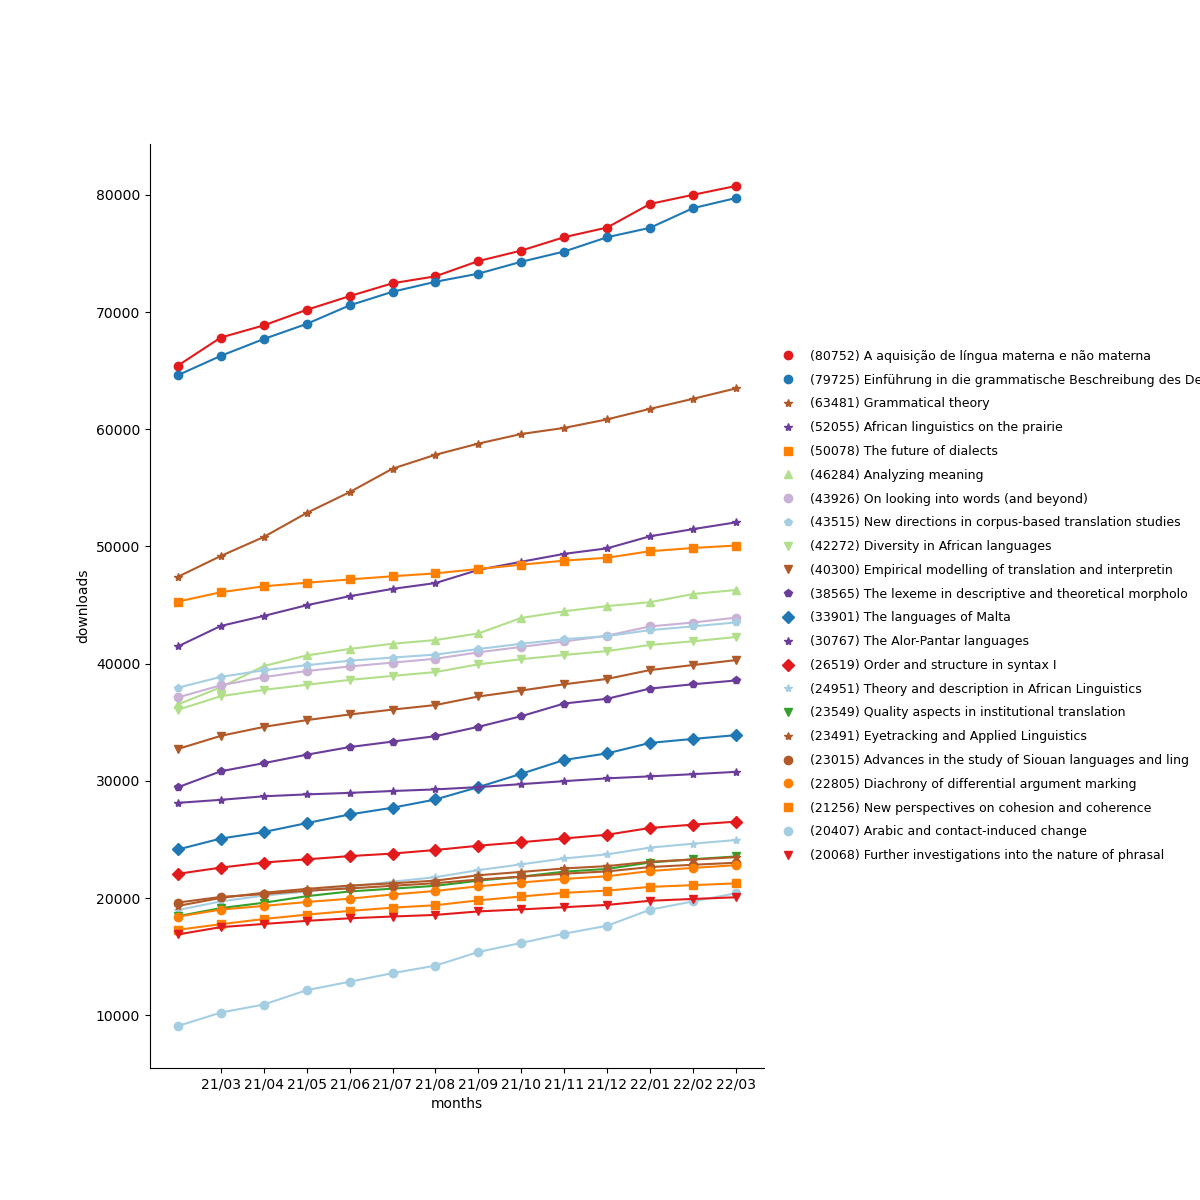 80000
70000
60000
50000
40000
30000
20000
10000
downloads
21/03 21/04 21/05 21/06 21/07 21/08 21/09 21/10 21/11 21/12 22/01 22/02 22/03
months
(80752) A aquisição de língua materna e não materna
(79725) Einführung in die grammatische Beschreibung des De
(63481) Grammatical theory
(52055) African linguistics on the prairie
(50078) The future of dialects
(46284) Analyzing meaning
(43926) On looking into words (and beyond)
(43515) New directions in corpus-based translation studies
(42272) Diversity in African languages
(40300) Empirical modelling of translation and interpretin
(38565) The lexeme in descriptive and theoretical morpholo
(33901) The languages of Malta
(30767) The Alor-Pantar languages
(26519) Order and structure in syntax I
(24951) Theory and description in African Linguistics
(23549) Quality aspects in institutional translation
(23491) Eyetracking and Applied Linguistics
(23015) Advances in the study of Siouan languages and ling
(22805) Diachrony of differential argument marking
(21256) New perspectives on cohesion and coherence
(20407) Arabic and contact-induced change
(20068) Further investigations into the nature of phrasal